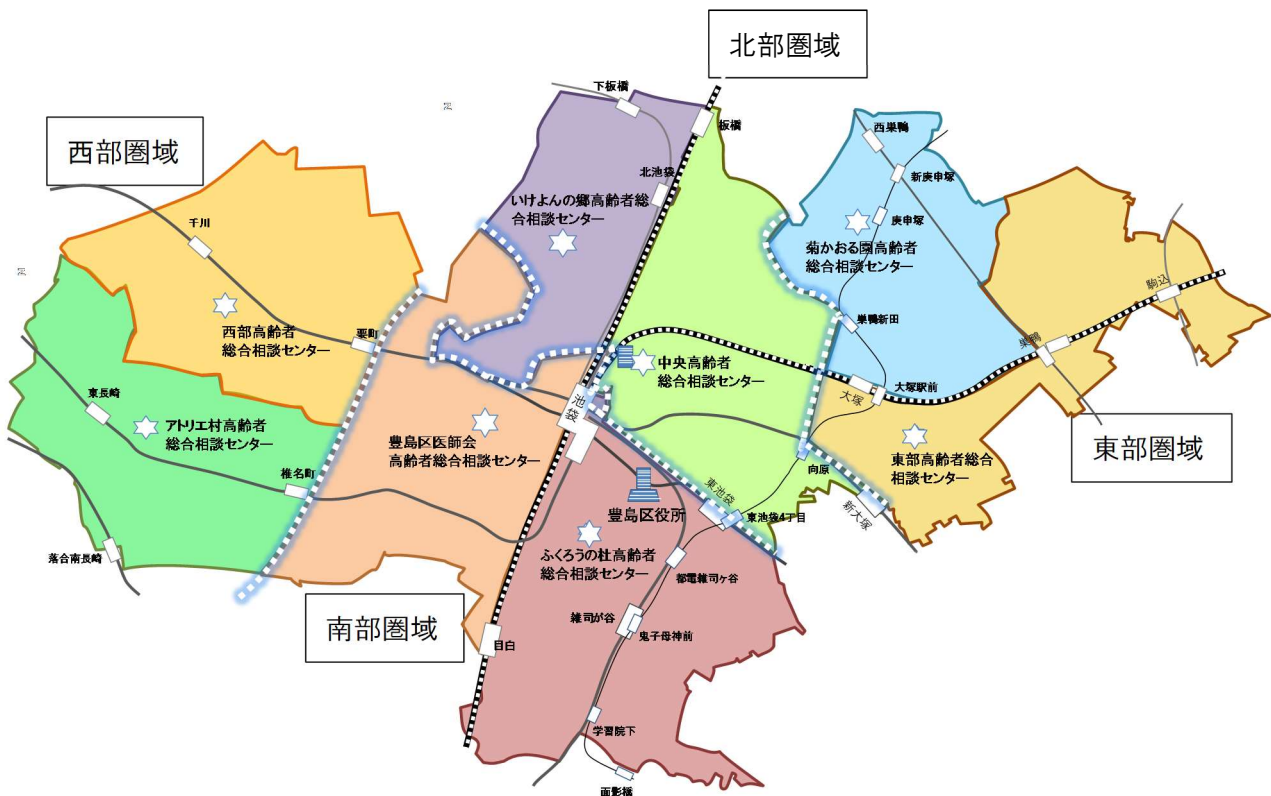 北部圏域
西部圏域
下板橋
板橋
西巣鴨
新庚申塚
北池袋
いけよんの郷高齢者総
合相談センター
庚申塚
千川
菊かおる園高齢者
総合相談センター
駒込
巣鴨新田
西部高齢者
総合相談センター
要町
巣鴨
中央高齢者
総合相談センター
大塚駅前
大塚
池袋
東長崎
アトリエ村高齢者
総合相談センター
豊島区医師会
高齢者総合相談センター
東部高齢者総合
相談センター
東部圏域
向原
椎名町
東池袋
豊島区役所
東池袋4丁目
新大塚
落合南長崎
ふくろうの杜高齢者
総合相談センター
都電雑司ヶ谷
南部圏域
雑司が谷
鬼子母神前
目白
学習院下
面影橋